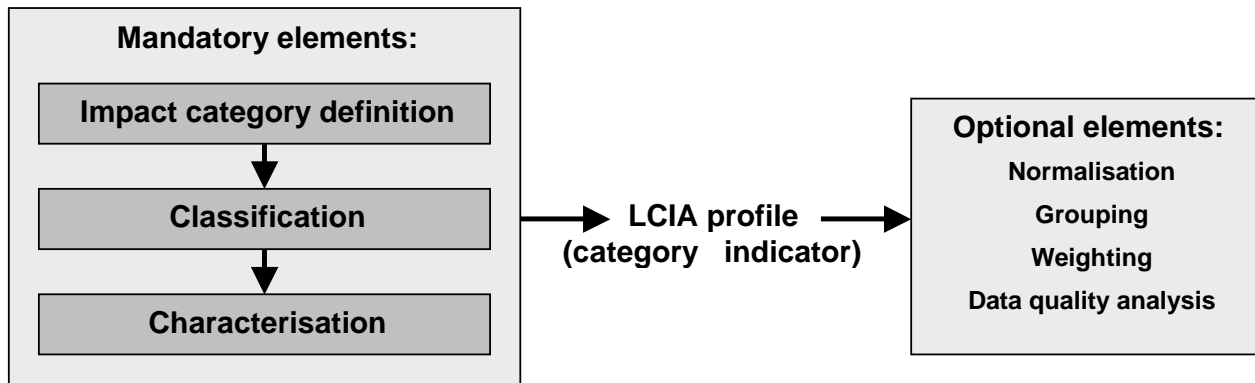 Mandatory elements:
Impact category definition
Classification
Characterisation
LCIA profile
(category indicator)
Optional elements:
Normalisation
Grouping
Weighting
Data quality analysis